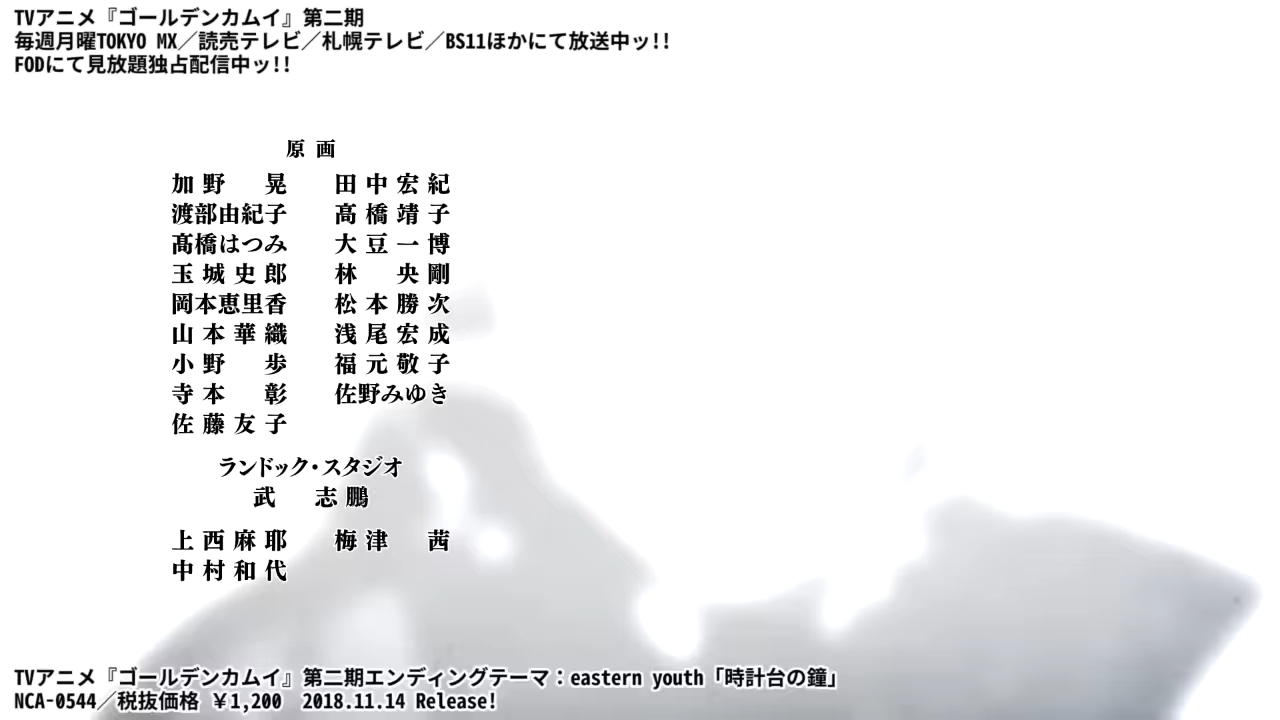 TVアニメ『ゴールデンカムイ』第二期
毎週月曜TOKYO MX／読売テレビ／札幌テレビ／BS11ほかにて放送中ッ!!
FODにて見放題独占配信中ッ!!
原画
加野 晃 田中宏紀
渡部由紀子 髙橋靖子
髙橋はつみ 大豆一博
玉城史郎 林 央剛
岡本恵里香 松本勝次
山本華織 浅尾宏成
小野 歩 福元敬子
寺本 彰 佐野みゆき
佐藤友子
ランドック・スタジオ
武 志鵬
上西麻耶 梅津 茜
中村和代
TVアニメ『ゴールデンカムイ』第二期エンディングテーマ：eastern youth「時計台の鐘」
NCA-0544／税抜価格 ￥1,200 2018.11.14 Release!